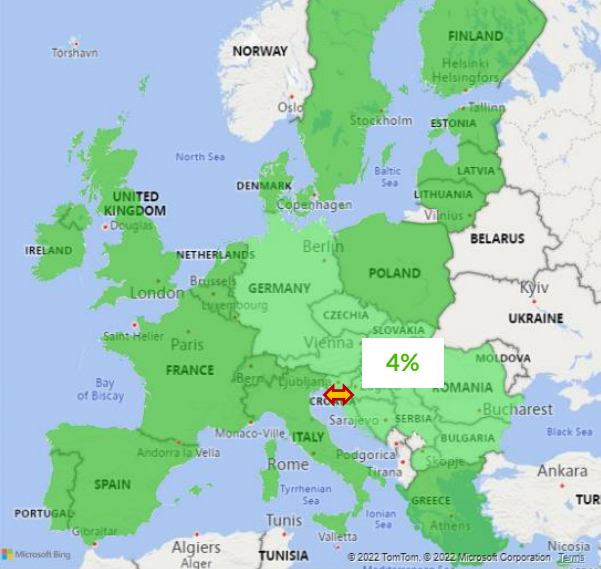 Tórshavn
NORWAY
FINLAND
Helsinki
Helsingfors
Oslo
Stockholm
Tallinn
ESTONIA
North Sea
Baltic
Sea
LATVIA
DENMARK
LITHUANIA
Copenhagen
Vilnius
UNITED
KINGDOM
Douglas
BELARUS
IRELAND
NETHERLANDS
Berlin
POLAND
Brussels
GERMANY
Kyiv
London
Luxembourg
CZECHIA
UKRAINE
SLOVAKIA
Saint Helier
Paris
Vienna
MOLDOVA
4%
FRANCE
Bern
Ljubljana
ROMANIA
Bay
of Biscay
CRO
Bucharest
Sarajevo
SERBIA
Black Sea
Monaco-Ville
ITALY
BULGARIA
Andorra la Vella
Podgorica
Skopje
Rome
Tirana
Ankara
SPAIN
Tyrrhenian
Sea
GREECE
TUR
PORTUGAL
Ionian
Sea
Athens
Gibraltar
Tunis
Valletta
Algiers
Alger
TUNISIA
Nicosia
Microsoft Bing
© 2022 TomTom, © 2022 Microsoft Corporation Terms